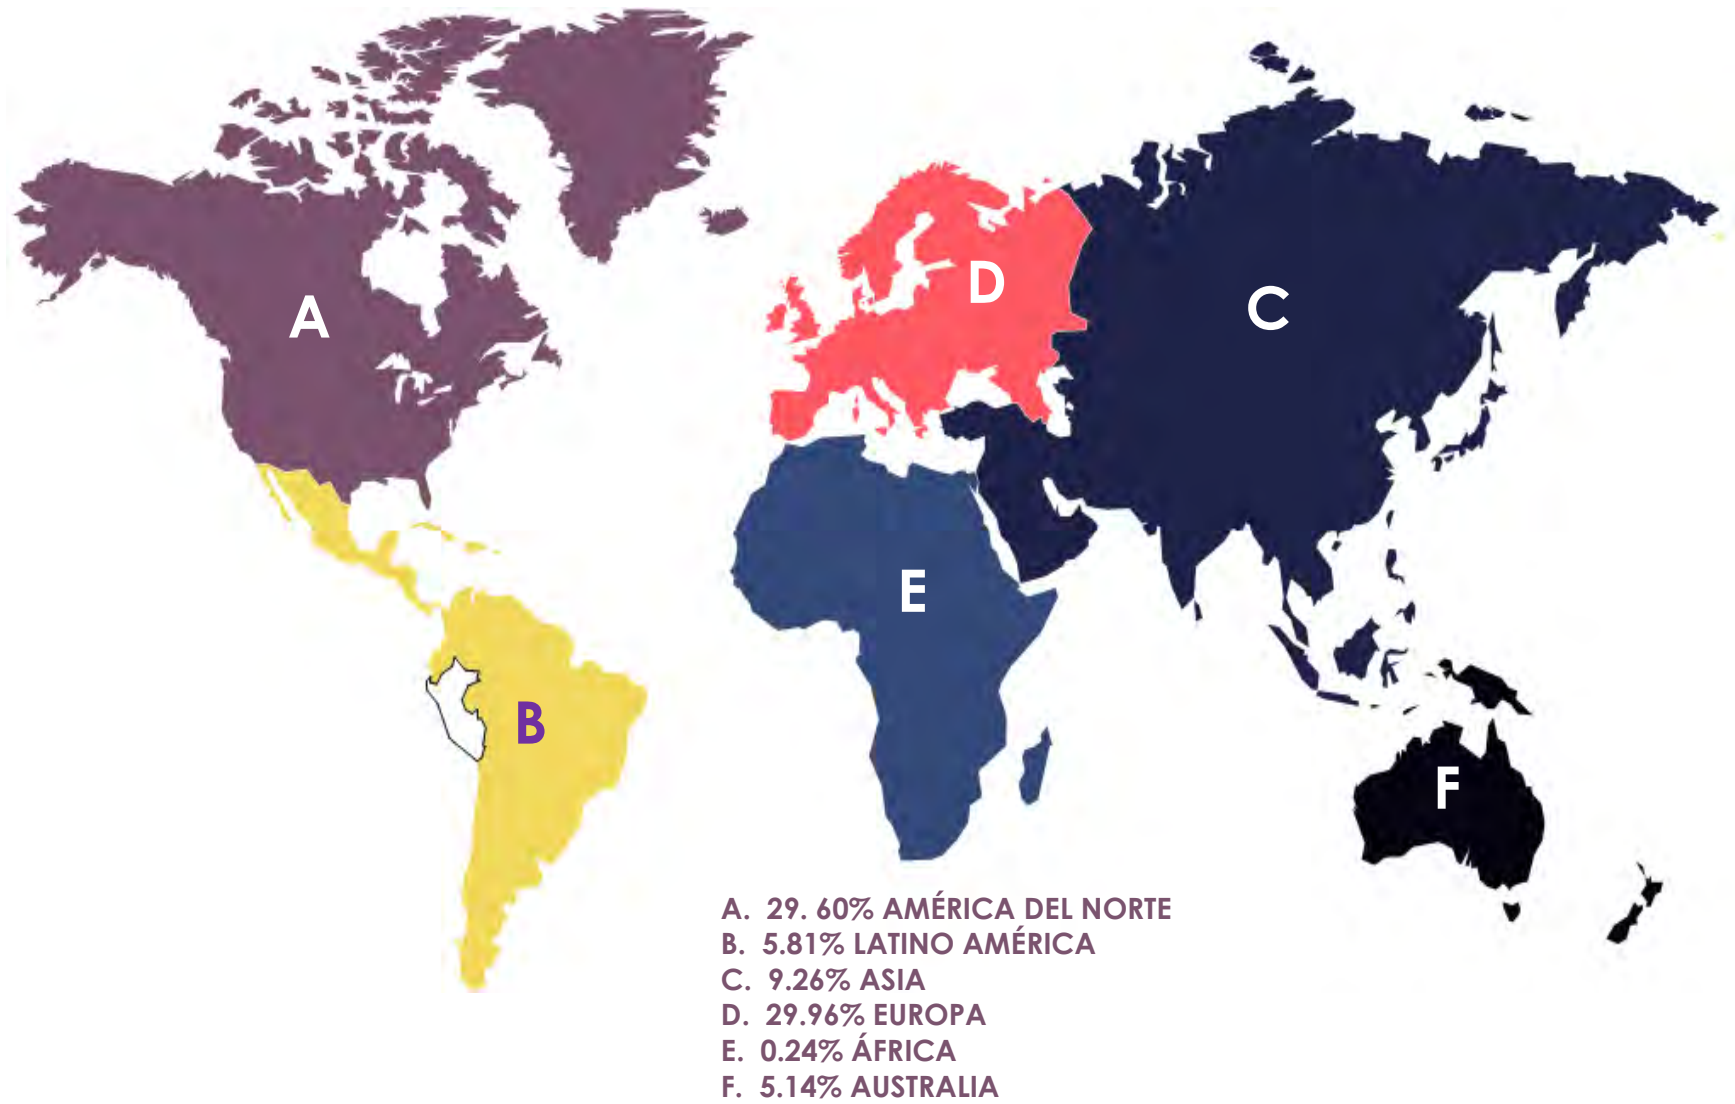 A
D
C
E
B
F
A. 29. 60% AMÉRICA DEL NORTE
B. 5.81% LATINO AMÉRICA
C. 9.26% ASIA
D. 29.96% EUROPA
E. 0.24% ÁFRICA
F. 5.14% AUSTRALIA